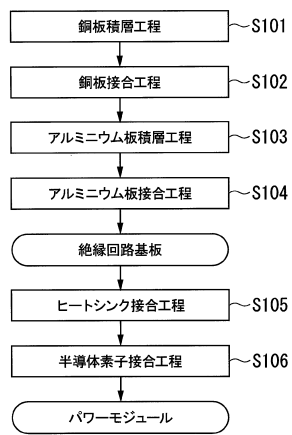 銅板積層工程 S101
銅板接合工程 S102
アルミニウム板積層工程 S103
アルミニウム板接合工程 S104
絶縁回路基板
ヒートシンク接合工程 S105
半導体素子接合工程 S106
パワーモジュール